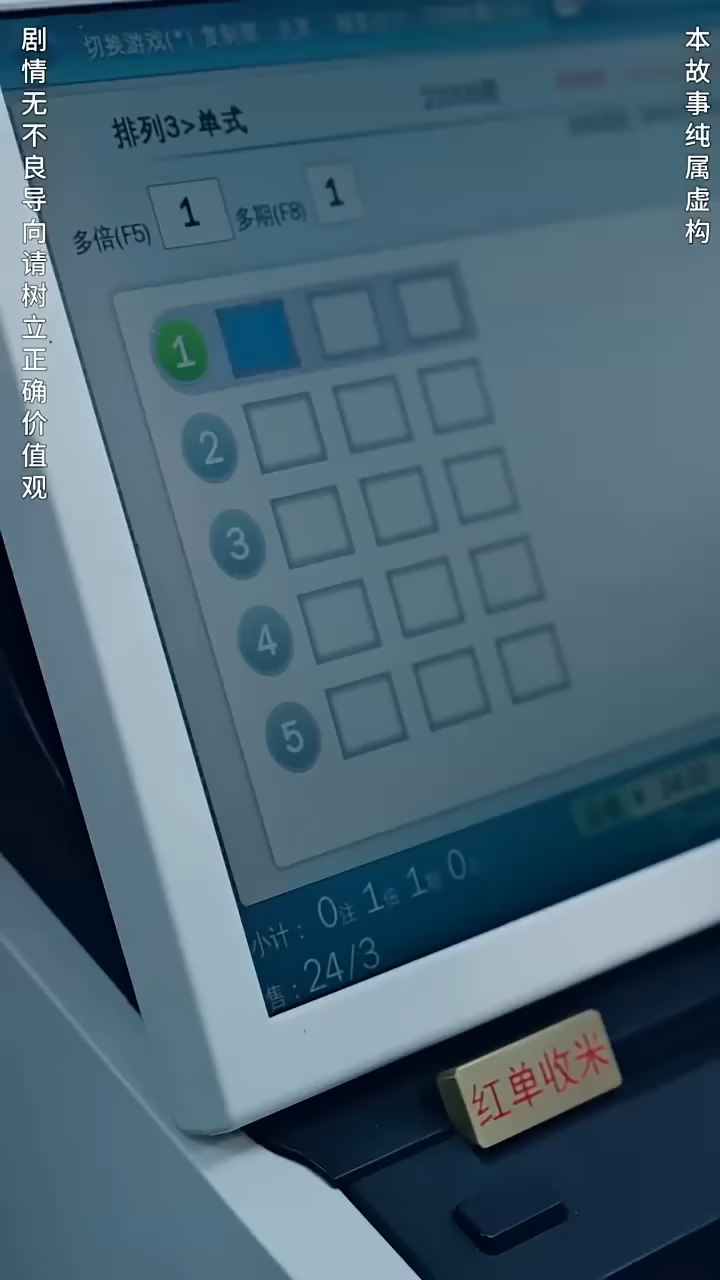 剧情无不良导向请树立正确价值观
本故事纯属虚构
切换游戏(*)
排列3>单式
多倍(F5) 1 多期(F8) 1
1
2
3
4
5
小计： 0注 1倍 1期 0
售：24/3
红单收米